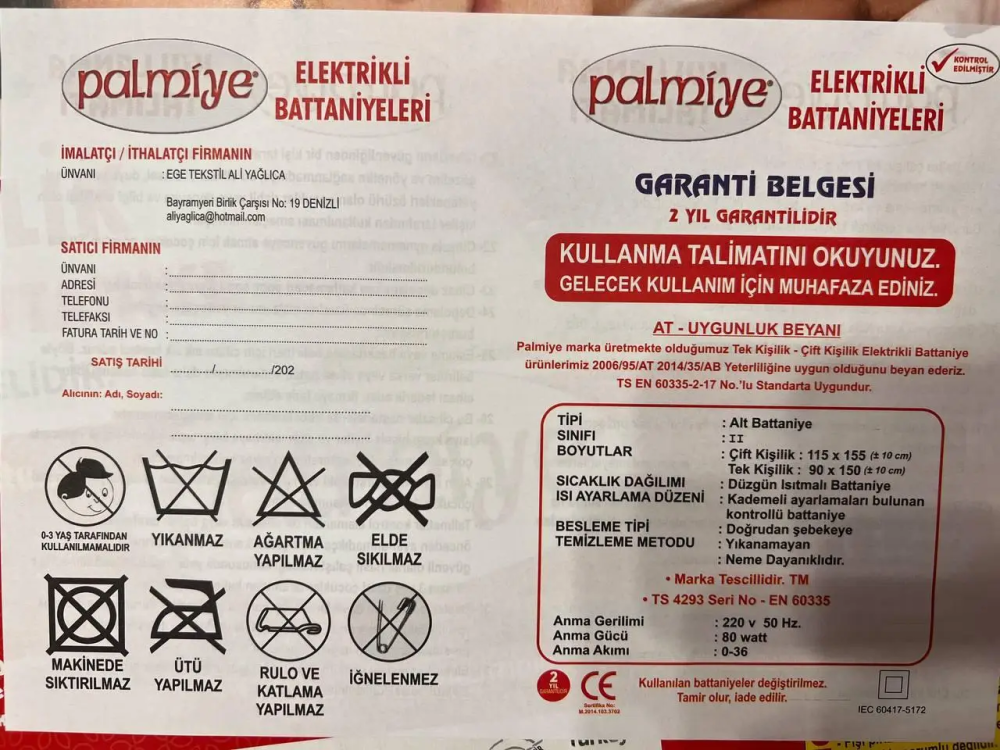 palmiye
ELEKTRİKLİ
BATTANİYELERİ
İMALATÇI / İTHALATÇI FİRMANIN
ÜNVANI : EGE TEKSTİL ALİ YAĞLICA
Bayramyeri Birlik Çarşısı No: 19 DENİZLİ
aliyaglica@hotmail.com
SATICI FİRMANIN
ÜNVANI :
ADRESİ :
TELEFONU :
TELEFAKSI :
FATURA TARİH VE NO :
SATIŞ TARİHİ ............/................/202
Alıcının: Adı, Soyadı:
0-3 YAŞ TARAFINDAN
KULLANILMAMALIDIR
YIKANMAZ
AĞARTMA
YAPILMAZ
ELDE
SIKILMAZ
MAKİNEDE
SIKTIRILMAZ
ÜTÜ
YAPILMAZ
RULO VE
KATLAMA
YAPILMAZ
İĞNELENMEZ
palmiye
ELEKTRİKLİ
BATTANİYELERİ
KONTROL
EDİLMİŞTİR
GARANTİ BELGESİ
2 YIL GARANTİLİDİR
KULLANMA TALİMATINI OKUYUNUZ.
GELECEK KULLANIM İÇİN MUHAFAZA EDİNİZ.
AT - UYGUNLUK BEYANI
Palmiye marka üretmekte olduğumuz Tek Kişilik - Çift Kişilik Elektrikli Battaniye
ürünlerimiz 2006/95/AT 2014/35/AB Yeterliliğine uygun olduğunu beyan ederiz.
TS EN 60335-2-17 No.'lu Standarta Uygundur.
TİPİ : Alt Battaniye
SINIFI : II
BOYUTLAR : Çift Kişilik : 115 x 155 (± 10 cm)
Tek Kişilik : 90 x 150 (± 10 cm)
SICAKLIK DAĞILIMI : Düzgün Isıtmalı Battaniye
ISI AYARLAMA DÜZENİ : Kademeli ayarlamaları bulunan
kontrollü battaniye
BESLEME TİPİ : Doğrudan şebekeye
TEMİZLEME METODU : Yıkanamayan
: Neme Dayanıklıdır.
• Marka Tescillidir. TM
• TS 4293 Seri No - EN 60335
Anma Gerilimi : 220 v 50 Hz.
Anma Gücü : 80 watt
Anma Akımı : 0-36
2
YIL
GARANTİLİDİR
CE
Sertifika No:
M.2014.103.3702
Kullanılan battaniyeler değiştirilmez.
Tamir olur, iade edilir.
IEC 60417-5172